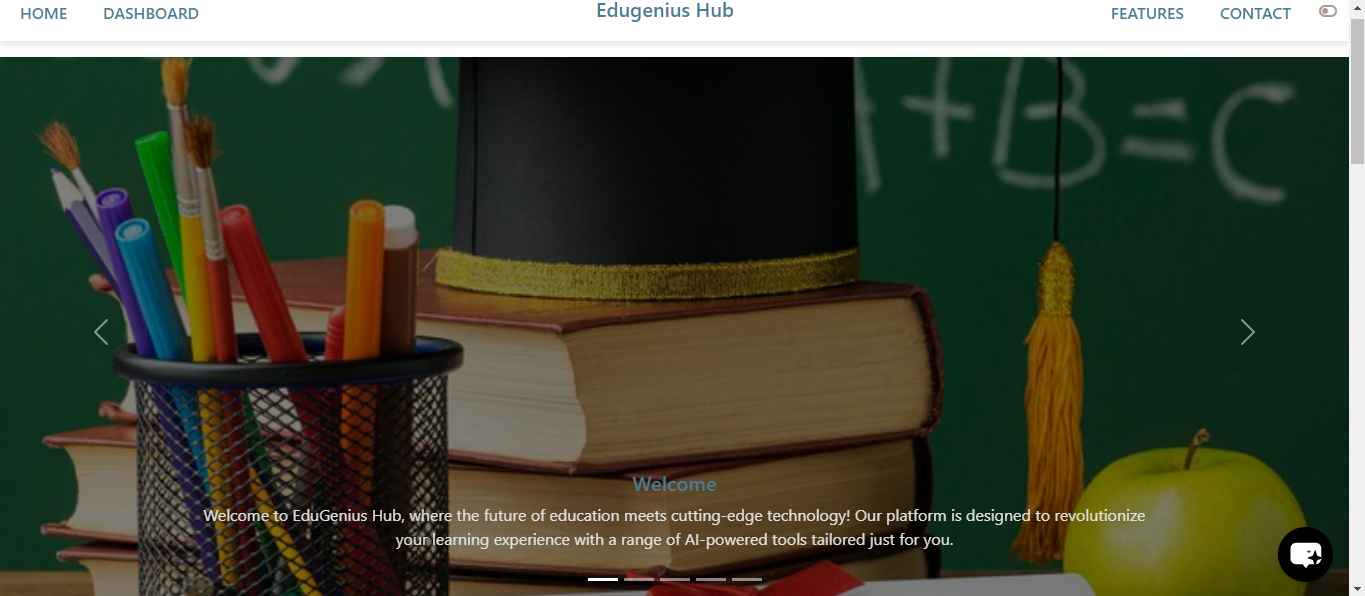 HOME DASHBOARD Edugenius Hub FEATURES CONTACT
+B=C
Welcome
Welcome to EduGenius Hub, where the future of education meets cutting-edge technology! Our platform is designed to revolutionize
your learning experience with a range of AI-powered tools tailored just for you.